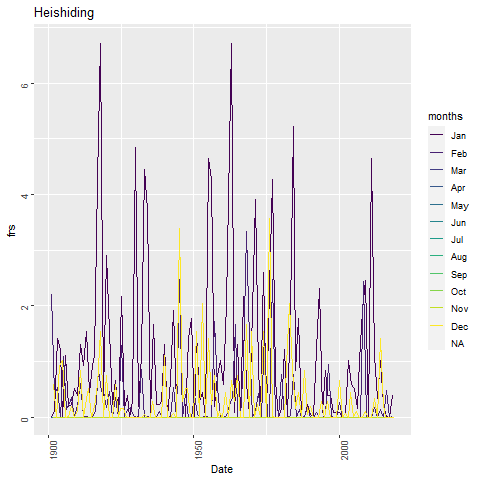 Heishiding
frs
6
4
2
0
1900
1950
2000
Date
months
Jan
Feb
Mar
Apr
May
Jun
Jul
Aug
Sep
Oct
Nov
Dec
NA